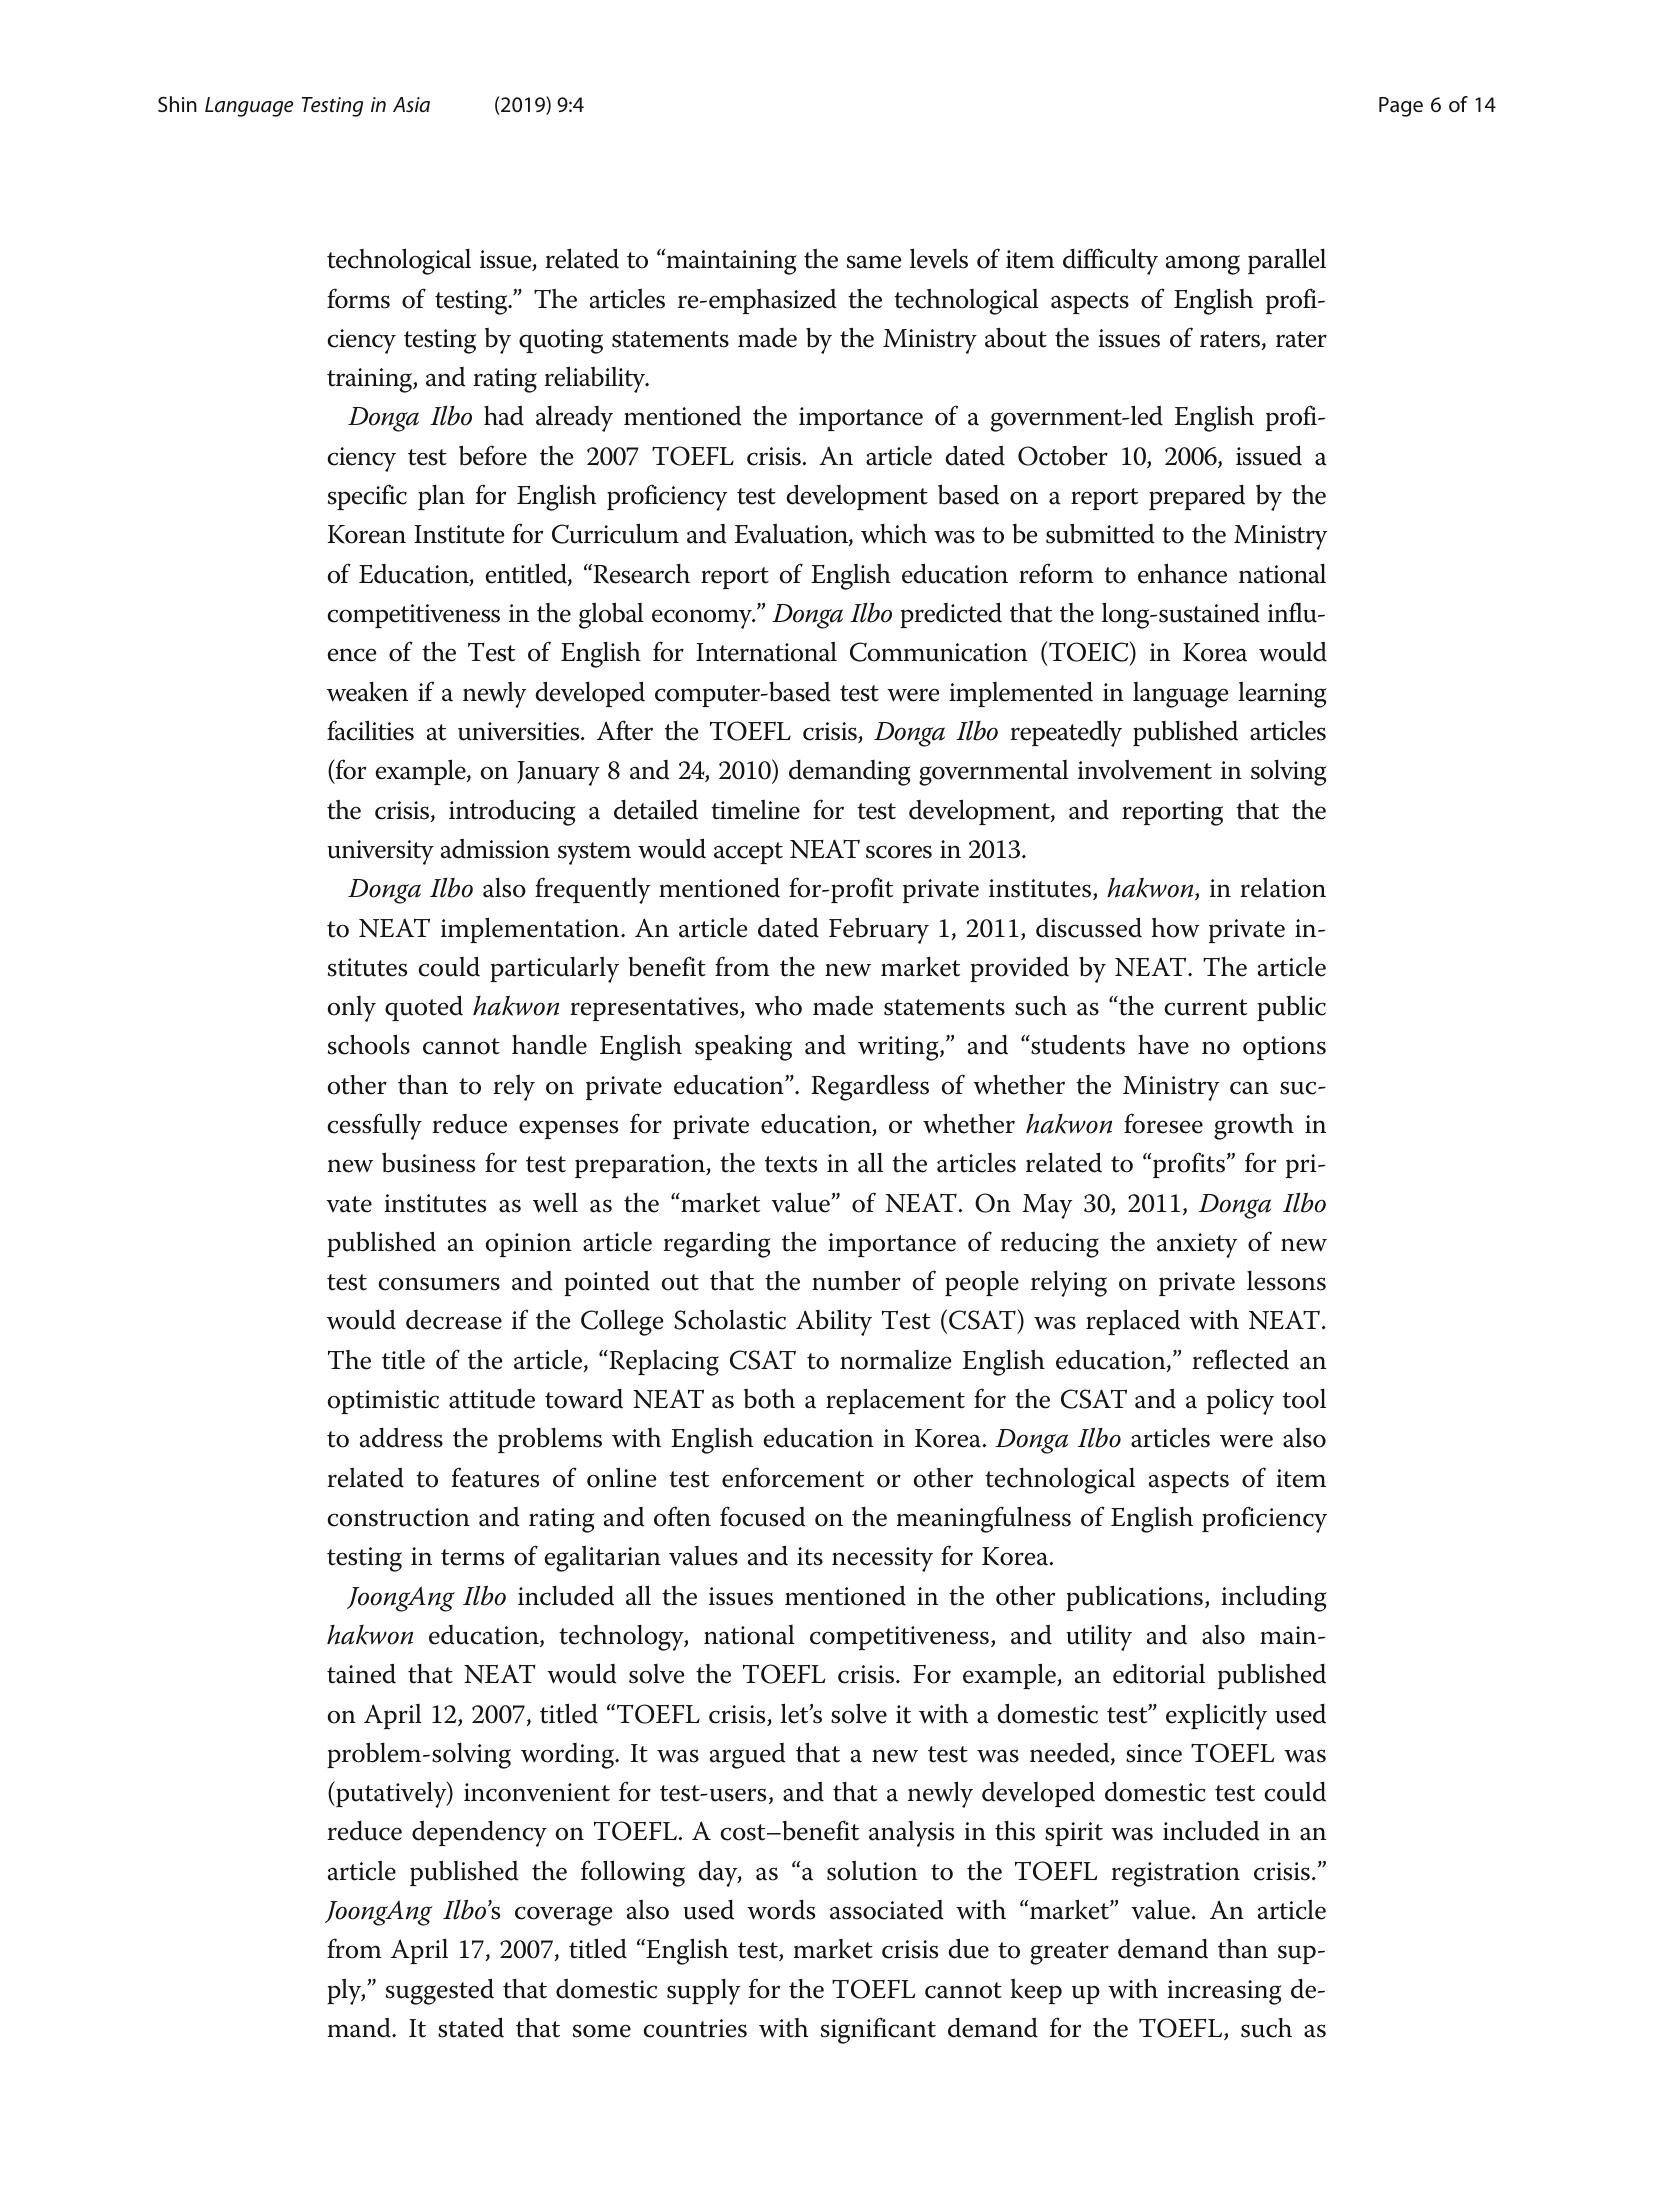 Shin Language Testing in Asia (2019) 9:4 Page 6 of 14
technological issue, related to “maintaining the same levels of item difficulty among parallel
forms of testing.” The articles re-emphasized the technological aspects of English profi-
ciency testing by quoting statements made by the Ministry about the issues of raters, rater
training, and rating reliability.
Donga Ilbo had already mentioned the importance of a government-led English profi-
ciency test before the 2007 TOEFL crisis. An article dated October 10, 2006, issued a
specific plan for English proficiency test development based on a report prepared by the
Korean Institute for Curriculum and Evaluation, which was to be submitted to the Ministry
of Education, entitled, “Research report of English education reform to enhance national
competitiveness in the global economy.” Donga Ilbo predicted that the long-sustained influ-
ence of the Test of English for International Communication (TOEIC) in Korea would
weaken if a newly developed computer-based test were implemented in language learning
facilities at universities. After the TOEFL crisis, Donga Ilbo repeatedly published articles
(for example, on January 8 and 24, 2010) demanding governmental involvement in solving
the crisis, introducing a detailed timeline for test development, and reporting that the
university admission system would accept NEAT scores in 2013.
Donga Ilbo also frequently mentioned for-profit private institutes, hakwon, in relation
to NEAT implementation. An article dated February 1, 2011, discussed how private in-
stitutes could particularly benefit from the new market provided by NEAT. The article
only quoted hakwon representatives, who made statements such as “the current public
schools cannot handle English speaking and writing,” and “students have no options
other than to rely on private education”. Regardless of whether the Ministry can suc-
cessfully reduce expenses for private education, or whether hakwon foresee growth in
new business for test preparation, the texts in all the articles related to “profits” for pri-
vate institutes as well as the “market value” of NEAT. On May 30, 2011, Donga Ilbo
published an opinion article regarding the importance of reducing the anxiety of new
test consumers and pointed out that the number of people relying on private lessons
would decrease if the College Scholastic Ability Test (CSAT) was replaced with NEAT.
The title of the article, “Replacing CSAT to normalize English education,” reflected an
optimistic attitude toward NEAT as both a replacement for the CSAT and a policy tool
to address the problems with English education in Korea. Donga Ilbo articles were also
related to features of online test enforcement or other technological aspects of item
construction and rating and often focused on the meaningfulness of English proficiency
testing in terms of egalitarian values and its necessity for Korea.
JoongAng Ilbo included all the issues mentioned in the other publications, including
hakwon education, technology, national competitiveness, and utility and also main-
tained that NEAT would solve the TOEFL crisis. For example, an editorial published
on April 12, 2007, titled “TOEFL crisis, let’s solve it with a domestic test” explicitly used
problem-solving wording. It was argued that a new test was needed, since TOEFL was
(putatively) inconvenient for test-users, and that a newly developed domestic test could
reduce dependency on TOEFL. A cost–benefit analysis in this spirit was included in an
article published the following day, as “a solution to the TOEFL registration crisis.”
JoongAng Ilbo’s coverage also used words associated with “market” value. An article
from April 17, 2007, titled “English test, market crisis due to greater demand than sup-
ply,” suggested that domestic supply for the TOEFL cannot keep up with increasing de-
mand. It stated that some countries with significant demand for the TOEFL, such as